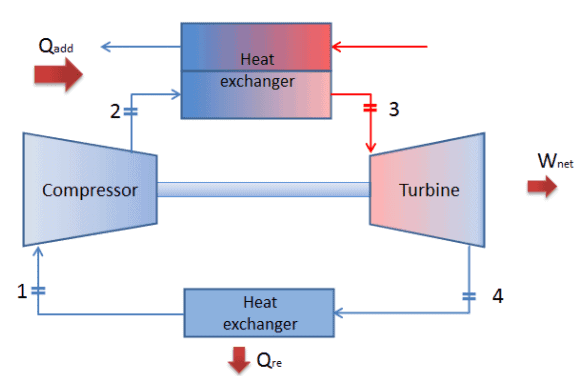 Qadd
Heat
exchanger
2
3
Compressor
Turbine
Wnet
1
Heat
exchanger
4
Qre